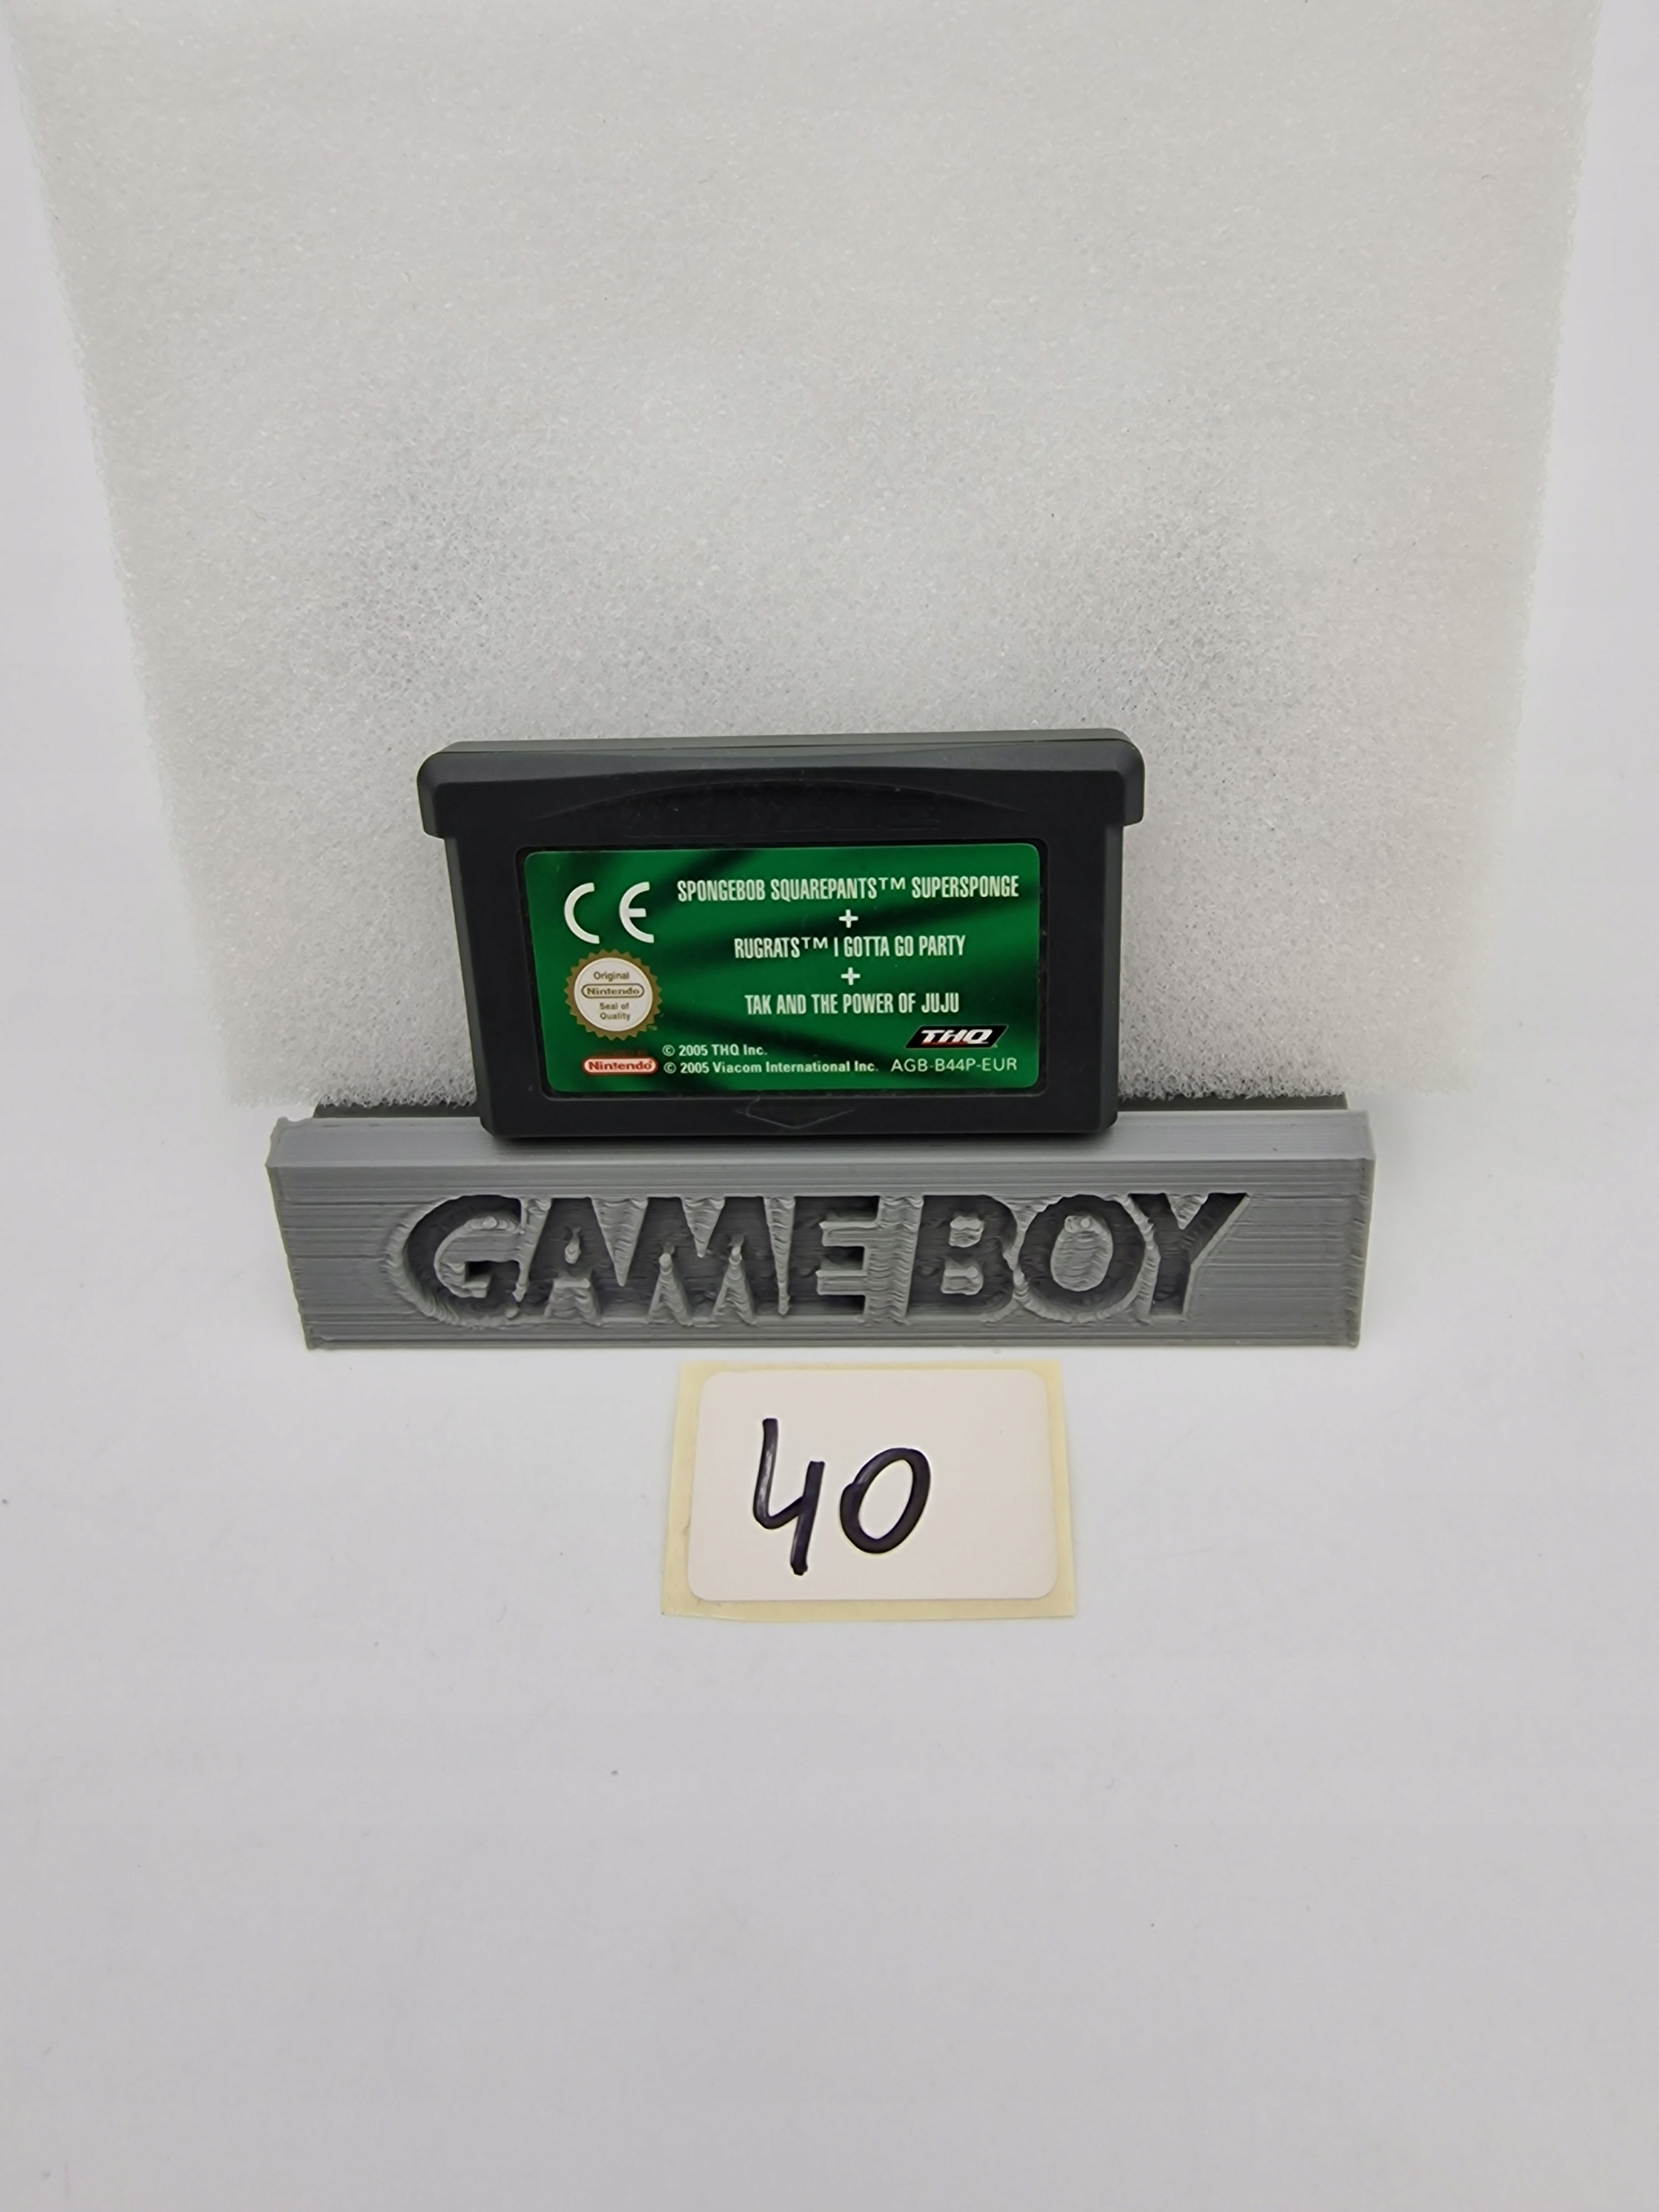 CE
SPONGEBOB SQUAREPANTS™ SUPERSPONGE
+
RUGRATS™ I GOTTA GO PARTY
+
TAK AND THE POWER OF JUJU
Original
Nintendo
Seal of
Quality
THQ
© 2005 THQ Inc.
Nintendo
© 2005 Viacom International Inc. AGB-B44P-EUR
GAME BOY
40